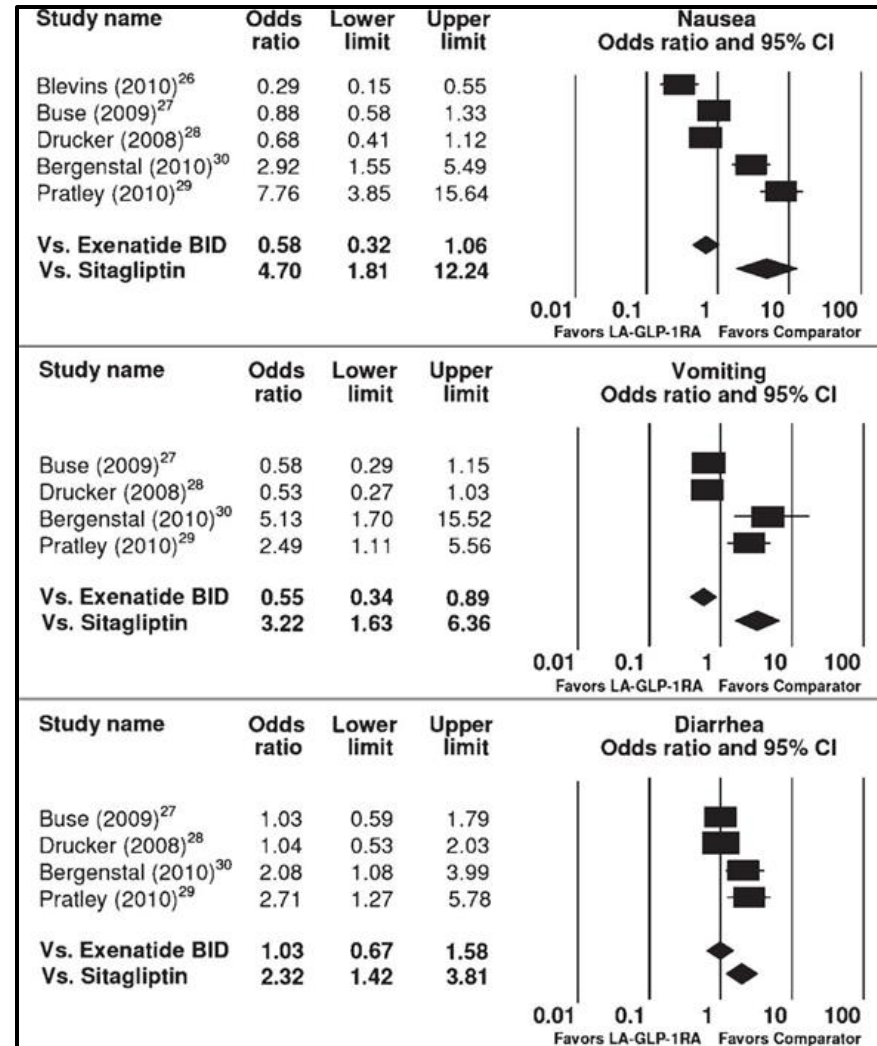 Study name Odds ratio Lower limit Upper limit Nausea
Odds ratio and 95% CI
Blevins (2010)26 0.29 0.15 0.55
Buse (2009)27 0.88 0.58 1.33
Drucker (2008)28 0.68 0.41 1.12
Bergenstal (2010)30 2.92 1.55 5.49
Pratley (2010)29 7.76 3.85 15.64
Vs. Exenatide BID 0.58 0.32 1.06
Vs. Sitagliptin 4.70 1.81 12.24
0.01 0.1 1 10 100
Favors LA-GLP-1RA Favors Comparator
Study name Odds ratio Lower limit Upper limit Vomiting
Odds ratio and 95% CI
Buse (2009)27 0.58 0.29 1.15
Drucker (2008)28 0.53 0.27 1.03
Bergenstal (2010)30 5.13 1.70 15.52
Pratley (2010)29 2.49 1.11 5.56
Vs. Exenatide BID 0.55 0.34 0.89
Vs. Sitagliptin 3.22 1.63 6.36
0.01 0.1 1 10 100
Favors LA-GLP-1RA Favors Comparator
Study name Odds ratio Lower limit Upper limit Diarrhea
Odds ratio and 95% CI
Buse (2009)27 1.03 0.59 1.79
Drucker (2008)28 1.04 0.53 2.03
Bergenstal (2010)30 2.08 1.08 3.99
Pratley (2010)29 2.71 1.27 5.78
Vs. Exenatide BID 1.03 0.67 1.58
Vs. Sitagliptin 2.32 1.42 3.81
0.01 0.1 1 10 100
Favors LA-GLP-1RA Favors Comparator